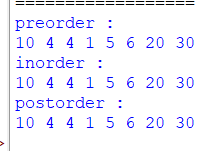 ===================
preorder :
10 4 4 1 5 6 20 30
inorder :
10 4 4 1 5 6 20 30
postorder :
10 4 4 1 5 6 20 30
>